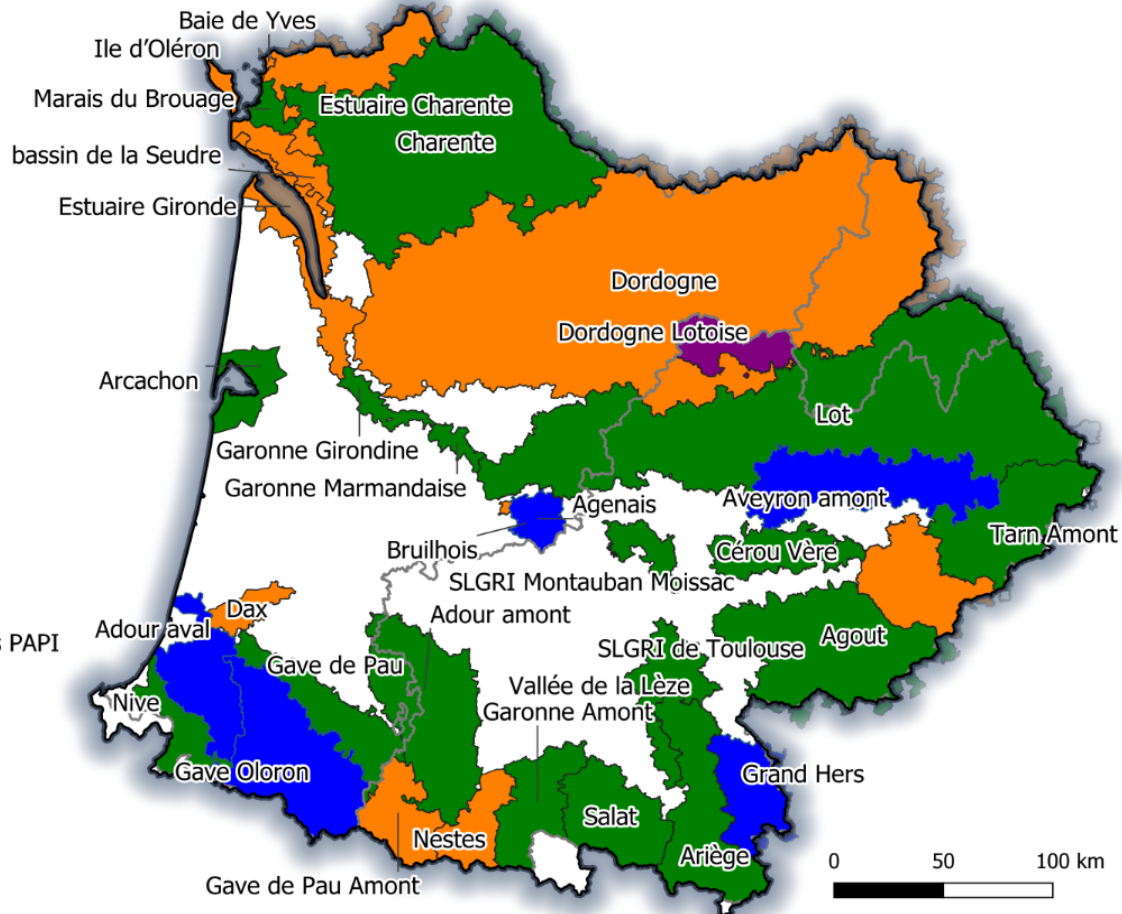 Baie de Yves
Ile d'Oléron
Marais du Brouage
Estuaire Charente
Charente
bassin de la Seudre
Estuaire Gironde
Dordogne
Dordogne Lotoise
Arcachon
Lot
Garonne Girondine
Garonne Marmandaise
Aveyron amont
Agenais
Tarn Amont
Bruilhois
Cérou Vère
SLGRI Montauban Moissac
Dax
Adour amont
Adour aval
s PAPI
Agout
SLGRI de Toulouse
Gave de Pau
Vallée de la Lèze
Nive
Garonne Amont
Gave Oloron
Grand Hers
Salat
Nestes
Ariège
Gave de Pau Amont
0 50 100 km